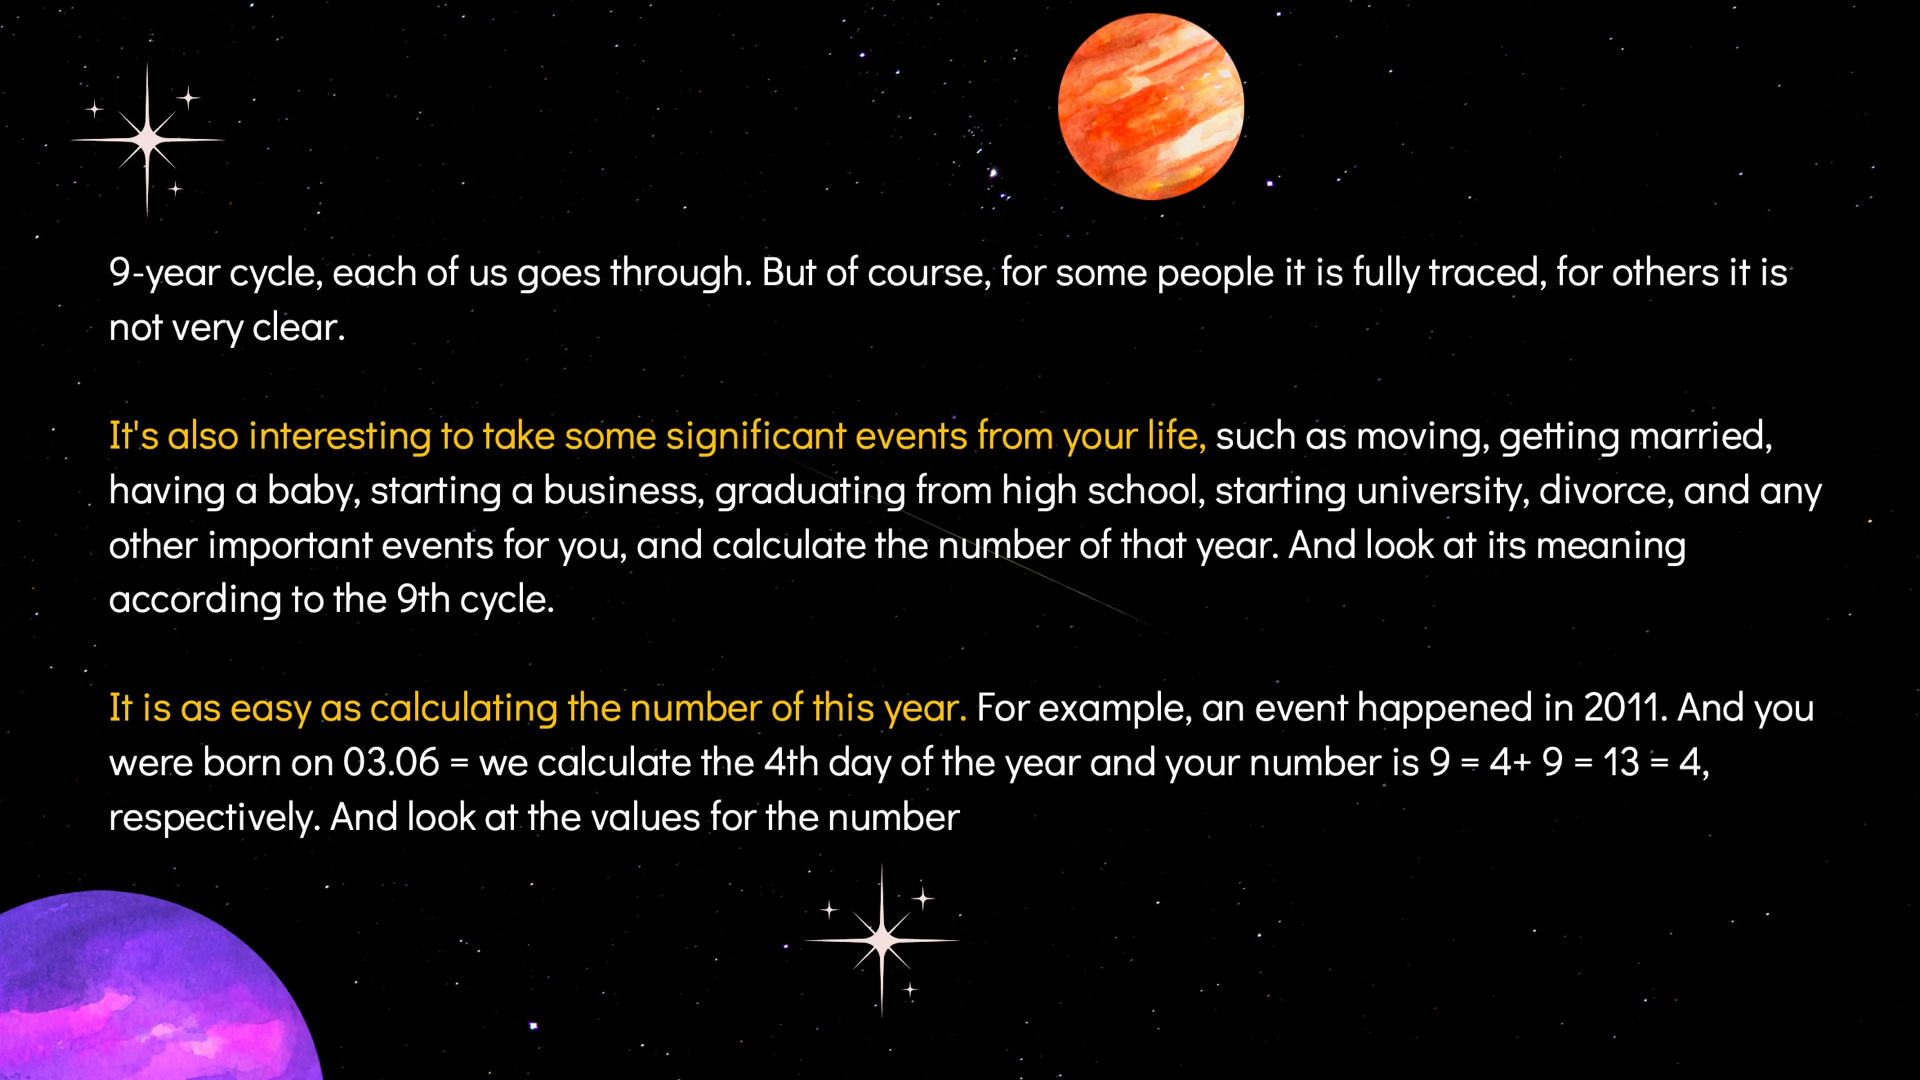 9-year cycle, each of us goes through. But of course, for some people it is fully traced, for others it is
not very clear.
It's also interesting to take some significant events from your life, such as moving, getting married,
having a baby, starting a business, graduating from high school, starting university, divorce, and any
other important events for you, and calculate the number of that year. And look at its meaning
according to the 9th cycle.
It is as easy as calculating the number of this year. For example, an event happened in 2011. And you
were born on 03.06 = we calculate the 4th day of the year and your number is 9 = 4+ 9 = 13 = 4,
respectively. And look at the values for the number